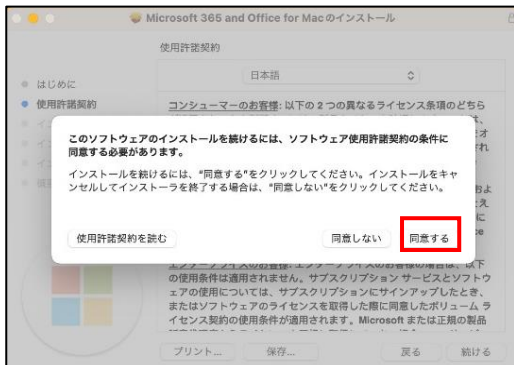 Microsoft 365 and Office for Macのインストール
使用許諾契約
日本語
はじめに
使用許諾契約
コンシューマーのお客様: 以下の 2 つの異なるライセンス条項のどちら
このソフトウェアのインストールを続けるには、ソフトウェア使用許諾契約の条件に
同意する必要があります。
インストールを続けるには、"同意する"をクリックしてください。インストールをキャ
ンセルしてインストーラを終了する場合は、"同意しない"をクリックしてください。
使用許諾契約を読む
同意しない
同意する
の使用条件は適用されません。サブスクリプション サービスとソフトウ
ェアの使用については、サブスクリプションにサインアップしたとき、
またはソフトウェアのライセンスを取得した際に同意したボリューム ラ
イセンス契約の使用条件が適用されます。Microsoft または正規の製品
プリント...
保存...
戻る
続ける